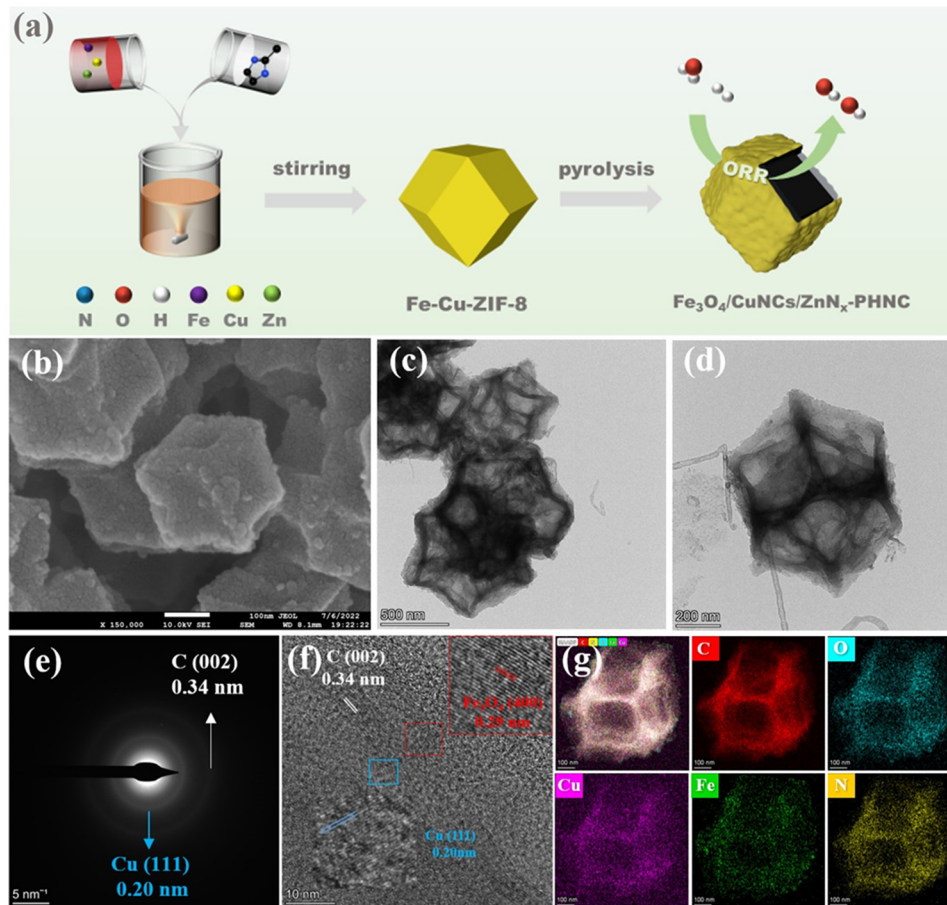 (a)
stirring
pyrolysis
ORR
N O H Fe Cu Zn
Fe-Cu-ZIF-8
Fe₃O₄/CuNCs/ZnNₓ-PHNC
(b)
X 150,000 10.0kV SEI
100nm JEOL 7/6/2022
SEM WD 8.1mm 19:22:22
(c)
500 nm
(d)
200 nm
(e)
C (002)
0.34 nm
Cu (111)
0.20 nm
5 nm⁻¹
(f)
C (002)
0.34 nm
Fe₃O₄ (400)
0.29 nm
Cu (111)
0.20nm
10 nm
(g)
100 nm
C
100 nm
O
100 nm
Cu
100 nm
Fe
100 nm
N
100 nm